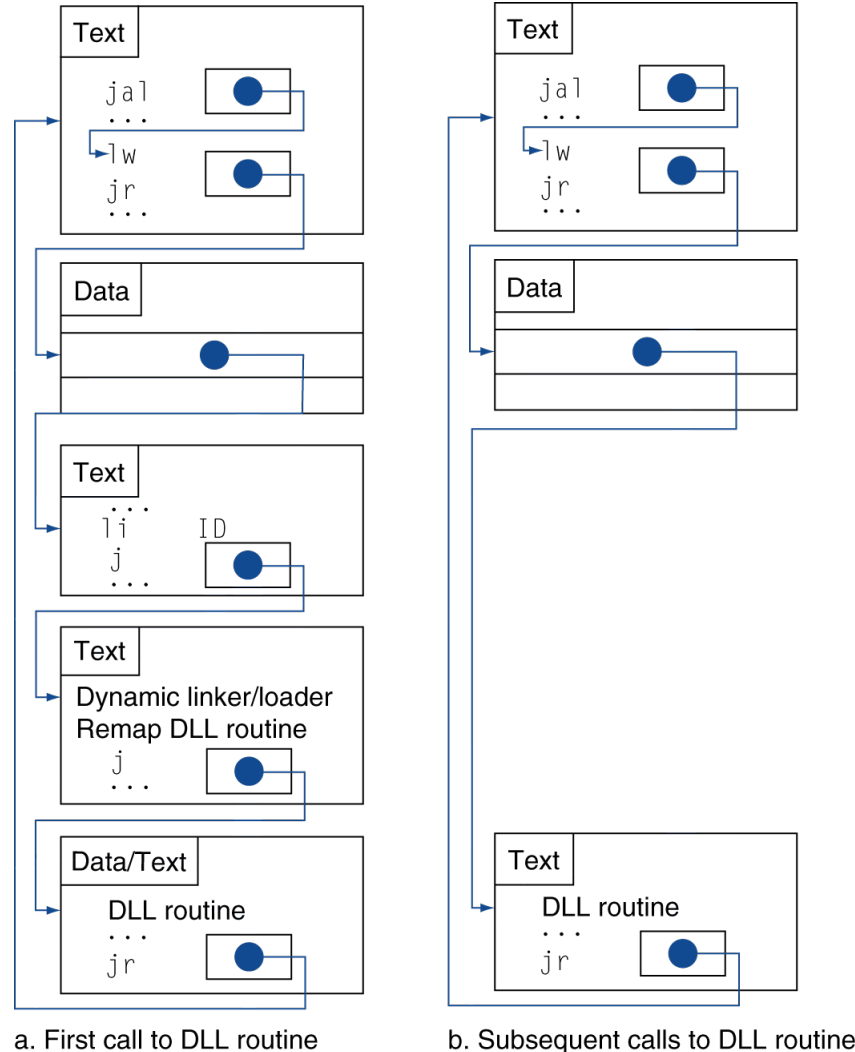 Text
jal
...
lw
jr
...
Data
Text
...
li ID
j
...
Text
Dynamic linker/loader
Remap DLL routine
j
...
Data/Text
DLL routine
...
jr
a. First call to DLL routine
Text
jal
...
lw
jr
...
Data
Text
DLL routine
...
jr
b. Subsequent calls to DLL routine